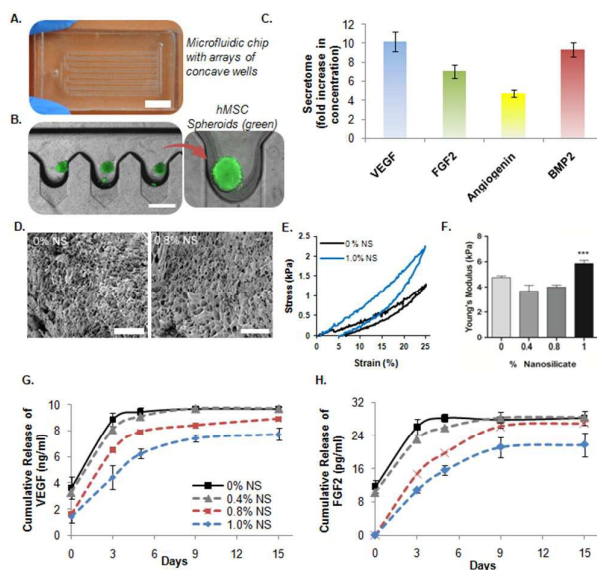 A.
Microfluidic chip
with arrays of
concave wells
B.
hMSC
Spheroids (green)
C.
Secretome
(fold increase in
concentration)
12
10
8
6
4
2
0
VEGF
FGF2
Angiogenin
BMP2
D.
0% NS
0.8% NS
E.
Stress (kPa)
2.5
2
1.5
1
0.5
0
0 5 10 15 20 25
Strain (%)
0 % NS
1.0% NS
F.
Young's Modulus (kPa)
8
6
4
2
0
***
0 0.4 0.8 1
% Nanosilicate
G.
Cumulative Release of
VEGF (ng/ml)
10
8
6
4
2
0
0 3 6 9 12 15
Days
0% NS
0.4% NS
0.8% NS
1.0% NS
H.
Cumulative Release of
FGF2 (pg/ml)
32
24
16
8
0
0 3 6 9 12 15
Days